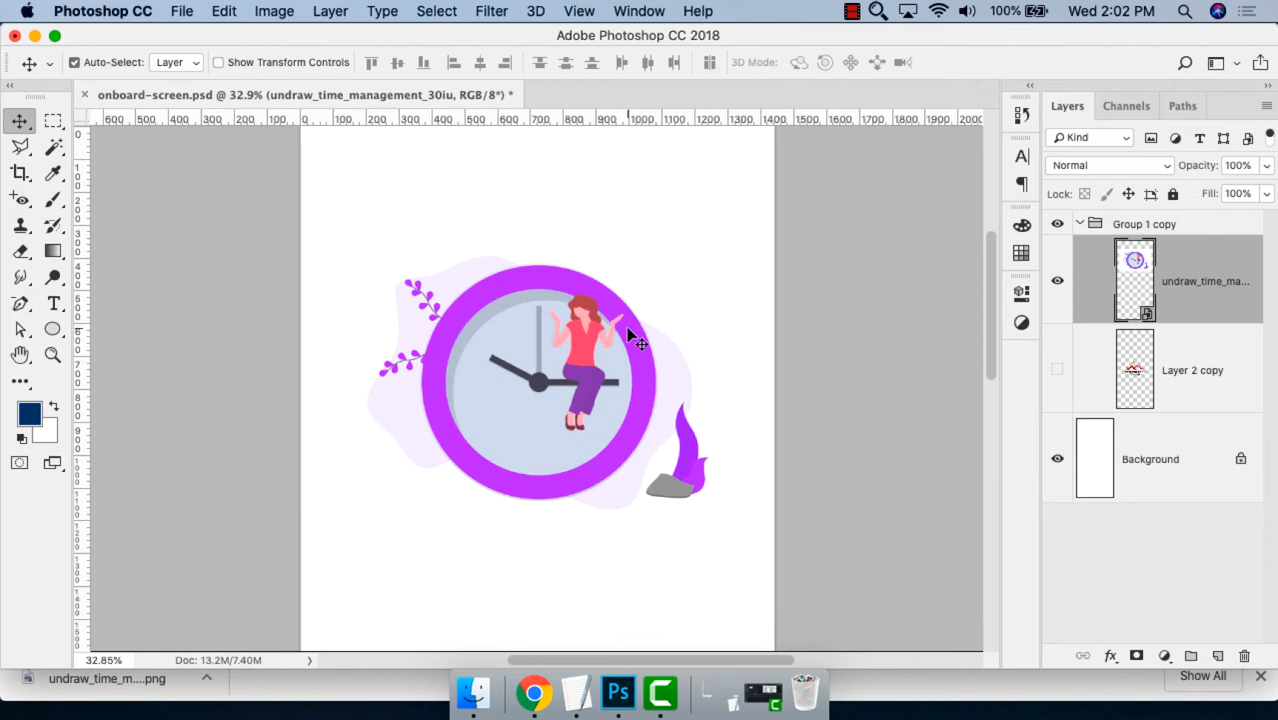 Photoshop CC File Edit Image Layer Type Select Filter 3D View Window Help 100% Wed 2:02 PM
Adobe Photoshop CC 2018
Auto-Select: Layer Show Transform Controls 3D Mode:
× onboard-screen.psd @ 32.9% (undraw_time_management_30iu, RGB/8*) *
600 500 400 300 200 100 0 100 200 300 400 500 600 700 800 900 1000 1100 1200 1300 1400 1500 1600 1700 1800 1900 2000
Layers Channels Paths
Kind
Normal Opacity: 100%
Lock: Fill: 100%
Group 1 copy
undraw_time_ma...
Layer 2 copy
Background
32.85% Doc: 13.2M/7.40M
undraw_time_m....png
Show All
Ps